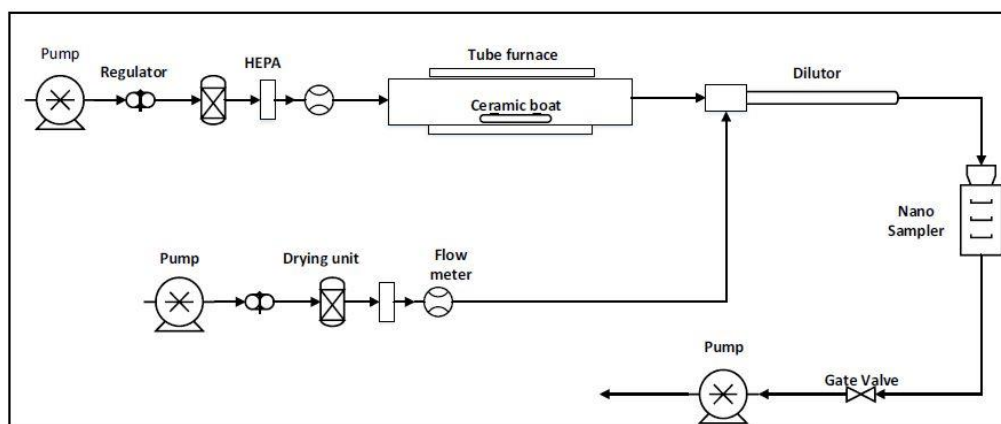 Pump
Regulator
HEPA
Tube furnace
Ceramic boat
Dilutor
Nano
Sampler
Pump
Drying unit
Flow
meter
Pump
Gate Valve